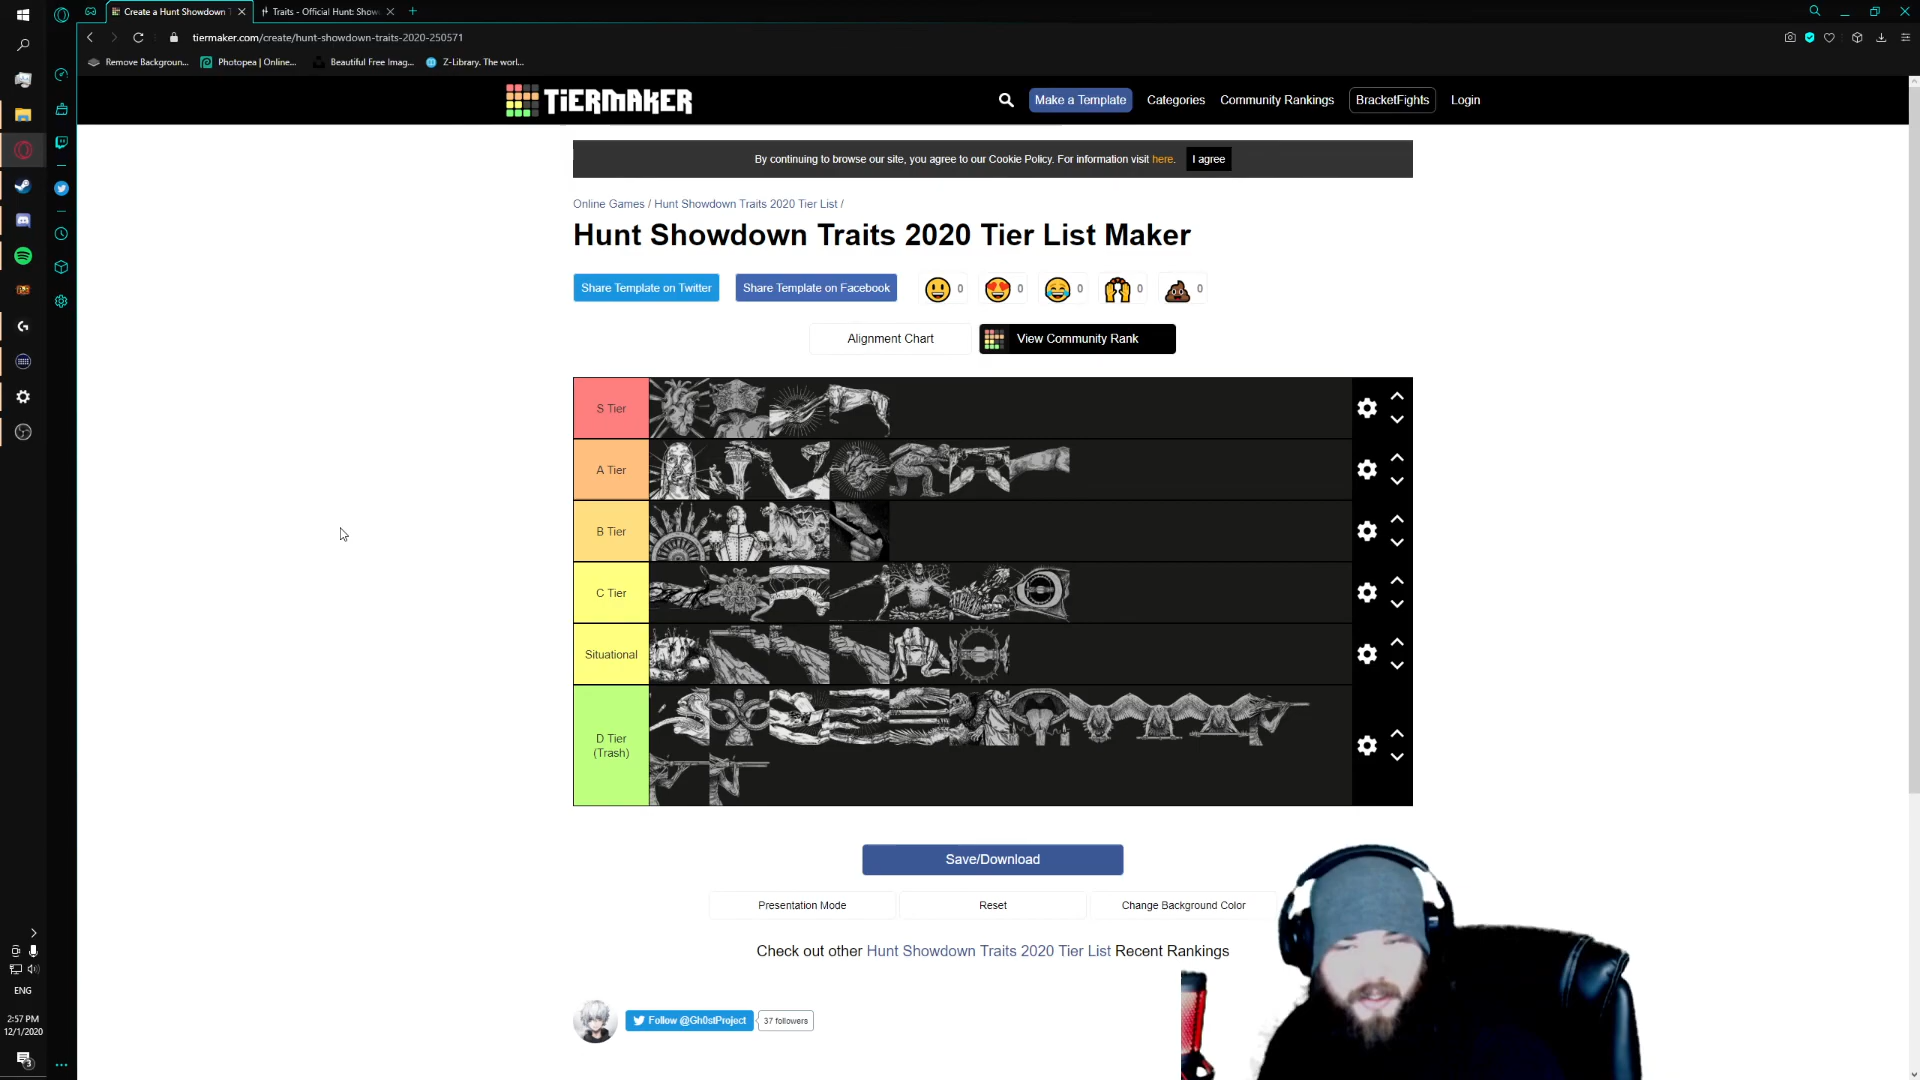 Create a Hunt Showdown T
Traits - Official Hunt: Show
tiermaker.com/create/hunt-showdown-traits-2020-250571
Remove Backgroun...
Photopea | Online...
Beautiful Free Imag...
Z-Library. The worl...
TiERMAKER
Make a Template
Categories
Community Rankings
BracketFights
Login
By continuing to browse our site, you agree to our Cookie Policy. For information visit here.
I agree
Online Games / Hunt Showdown Traits 2020 Tier List /
Hunt Showdown Traits 2020 Tier List Maker
Share Template on Twitter
Share Template on Facebook
0
0
0
0
0
Alignment Chart
View Community Rank
S Tier
A Tier
B Tier
C Tier
Situational
D Tier
(Trash)
Save/Download
Presentation Mode
Reset
Change Background Color
Check out other Hunt Showdown Traits 2020 Tier List Recent Rankings
Follow @Gh0stProject
37 followers
ENG
2:57 PM
12/1/2020
3